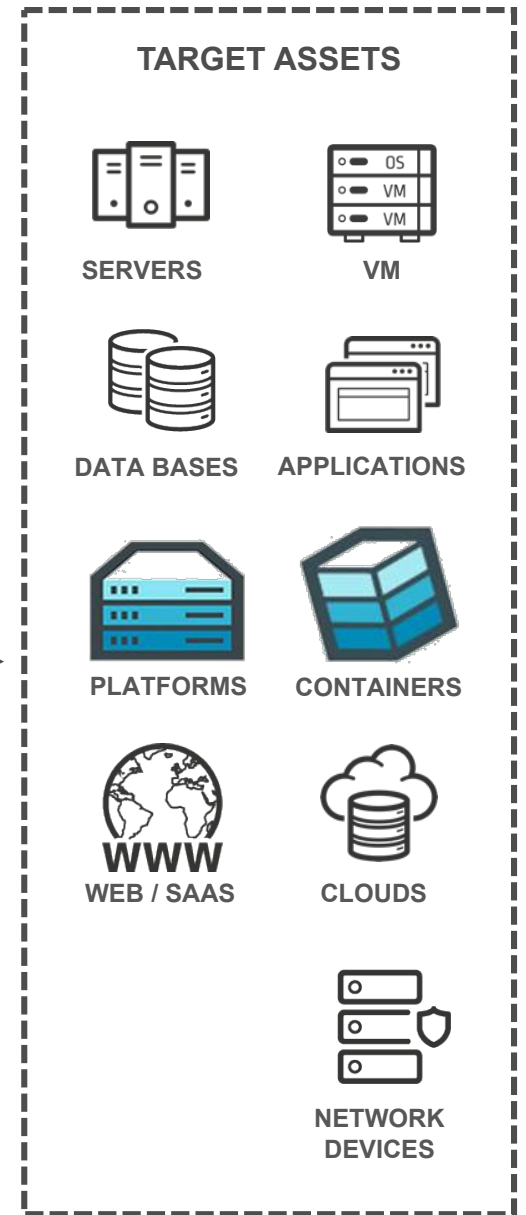 TARGET ASSETS
OS
VM
VM
SERVERS
VM
DATA BASES
APPLICATIONS
PLATFORMS
CONTAINERS
WWW
WEB / SAAS
CLOUDS
NETWORK
DEVICES